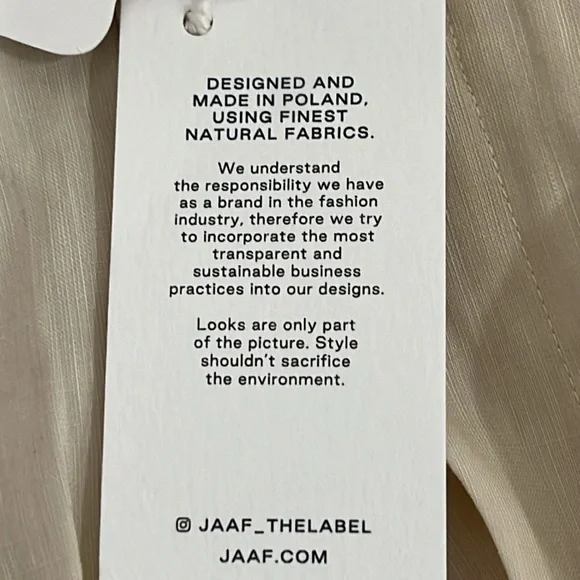 DESIGNED AND
MADE IN POLAND,
USING FINEST
NATURAL FABRICS.
We understand
the responsibility we have
as a brand in the fashion
industry, therefore we try
to incorporate the most
transparent and
sustainable business
practices into our designs.
Looks are only part
of the picture. Style
shouldn't sacrifice
the environment.
JAAF_THELABEL
JAAF.COM